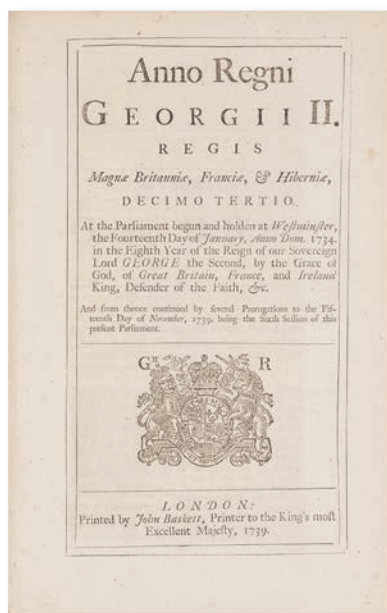 Anno Regni
GEORGII II.
REGIS
Magnæ Britanniæ, Franciæ, & Hiberniæ,
DECIMO TERTIO.
At the Parliament begun and holden at Weſtminſter,
the Fourteenth Day of January, Anno Dom. 1734.
in the Eighth Year of the Reign of our Sovereign
Lord GEORGE the Second, by the Grace of
God, of Great Britain, France, and Ireland
King, Defender of the Faith, &c.
And from thence continued by ſeveral Prorogations to the Fif-
teenth Day of November, 1739. being the Sixth Seſſion of this
preſent Parliament.
G R
LONDON:
Printed by John Baskett, Printer to the King's moſt
Excellent Majeſty, 1739.